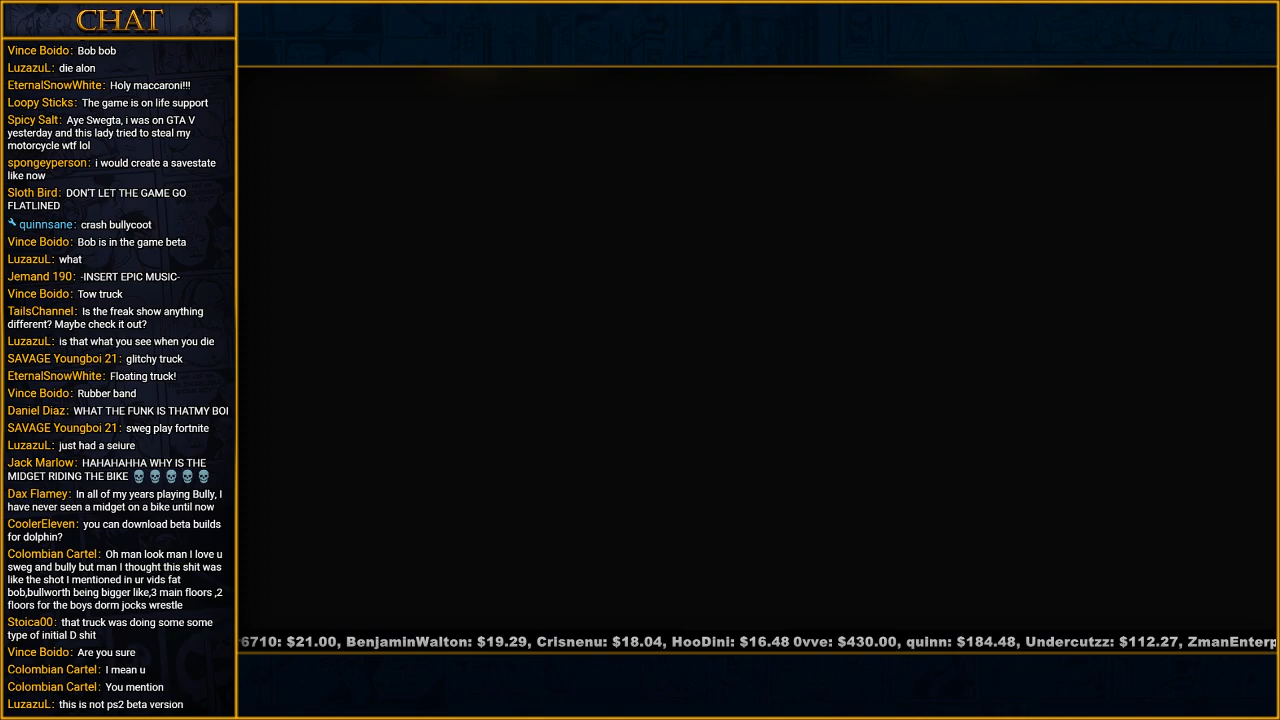 CHAT
Vince Boido: Bob bob
LuzazuL: die alon
EternalSnowWhite: Holy maccaroni!!!
Loopy Sticks: The game is on life support
Spicy Salt: Aye Swegta, i was on GTA V
yesterday and this lady tried to steal my
motorcycle wtf lol
spongeyperson: i would create a savestate
like now
Sloth Bird: DON'T LET THE GAME GO
FLATLINED
quinnsane: crash bullycoot
Vince Boido: Bob is in the game beta
LuzazuL: what
Jemand 190: -INSERT EPIC MUSIC-
Vince Boido: Tow truck
TailsChannel: Is the freak show anything
different? Maybe check it out?
LuzazuL: is that what you see when you die
SAVAGE Youngboi 21: glitchy truck
EternalSnowWhite: Floating truck!
Vince Boido: Rubber band
Daniel Diaz: WHAT THE FUNK IS THATMY BOI
SAVAGE Youngboi 21: sweg play fortnite
LuzazuL: just had a seiure
Jack Marlow: HAHAHAHHA WHY IS THE
MIDGET RIDING THE BIKE 💀 💀 💀 💀 💀
Dax Flamey: In all of my years playing Bully, I
have never seen a midget on a bike until now
CoolerEleven: you can download beta builds
for dolphin?
Colombian Cartel: Oh man look man I love u
sweg and bully but man I thought this shit was
like the shot I mentioned in ur vids fat
bob,bullworth being bigger like,3 main floors ,2
floors for the boys dorm jocks wrestle
Stoica00: that truck was doing some some
type of initial D shit
Vince Boido: Are you sure
Colombian Cartel: I mean u
Colombian Cartel: You mention
LuzazuL: this is not ps2 beta version
6710: $21.00, BenjaminWalton: $19.29, Crisnenu: $18.04, HooDini: $16.48 0vve: $430.00, quinn: $184.48, Undercutzz: $112.27, ZmanEnterp